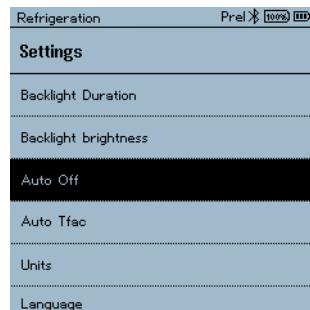 Refrigeration Prel 100%
Settings
Backlight Duration
Backlight brightness
Auto Off
Auto Tfac
Units
Language